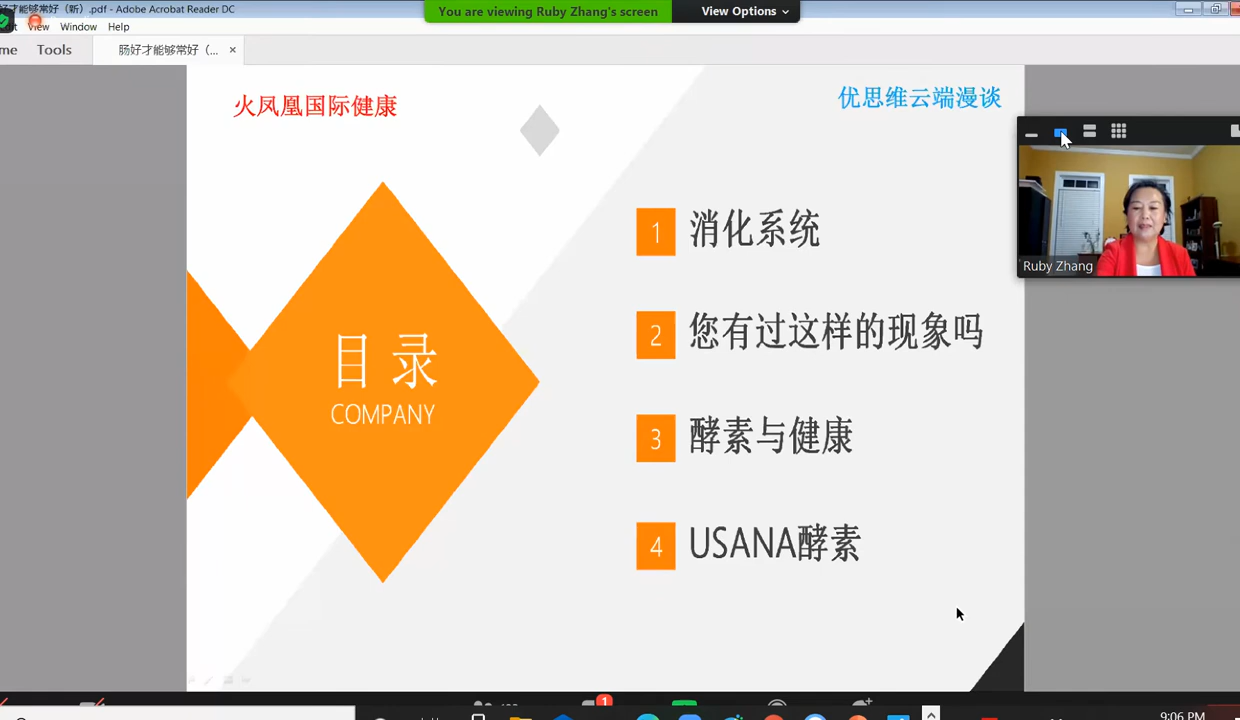 才能够常好（新）.pdf - Adobe Acrobat Reader DC
You are viewing Ruby Zhang's screen
View Options
View Window Help
me Tools 肠好才能够常好（... ×
火凤凰国际健康
优思维云端漫谈
目 录
COMPANY
1 消化系统
2 您有过这样的现象吗
3 酵素与健康
4 USANA酵素
Ruby Zhang
1
9:06 PM